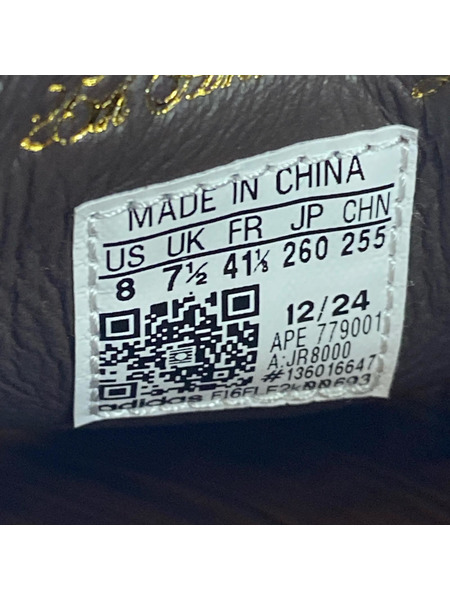 MADE IN CHINA
US UK FR JP CHN
8 7½ 41⅓ 260 255
12/24
APE 779001
A:JR8000
#136016647
adidas